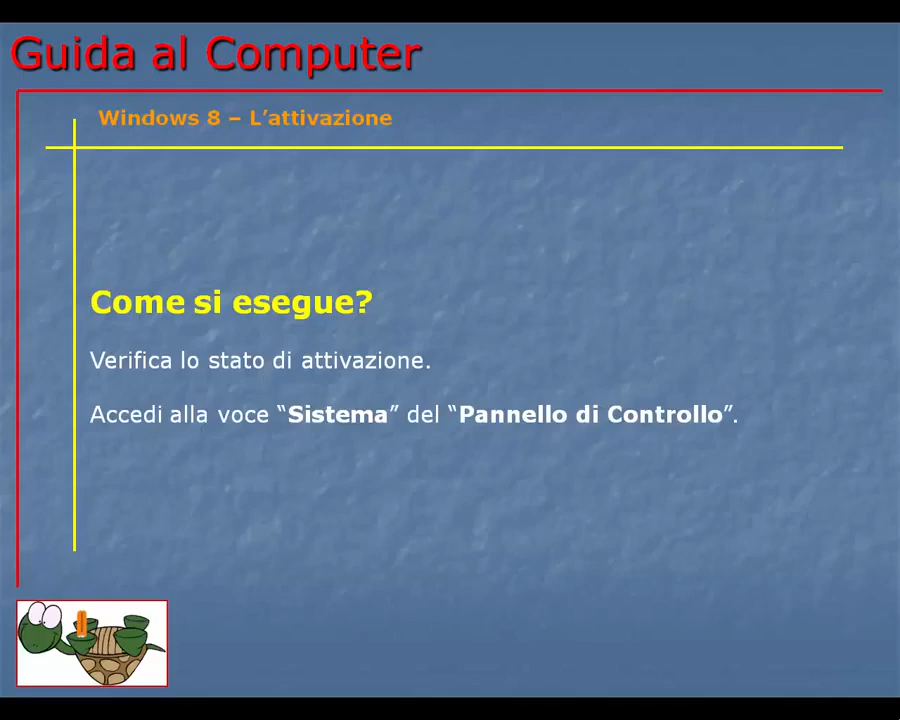 Guida al Computer
Windows 8 – L’attivazione
Come si esegue?
Verifica lo stato di attivazione.
Accedi alla voce “Sistema” del “Pannello di Controllo”.